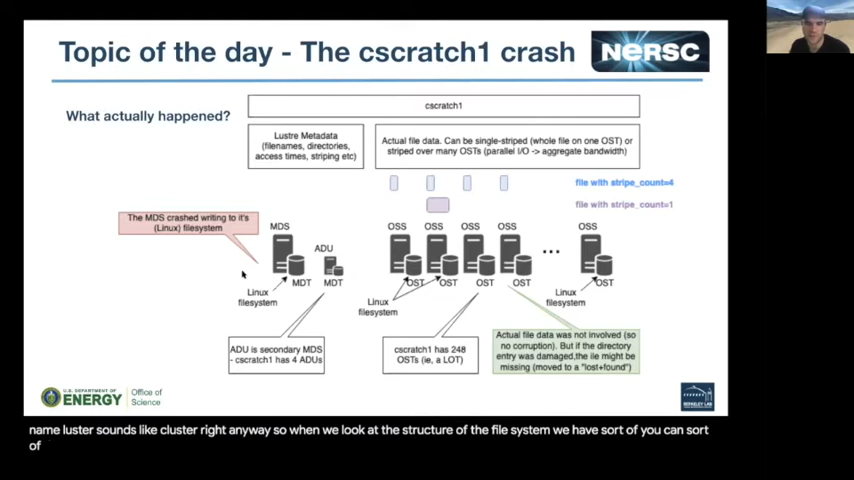 Topic of the day - The cscratch1 crash
NERSC
What actually happened?
cscratch1
Lustre Metadata
(filenames, directories,
access times, striping etc)
Actual file data. Can be single-striped (whole file on one OST) or
striped over many OSTs (parallel I/O -> aggregate bandwidth)
file with stripe_count=4
file with stripe_count=1
The MDS crashed writing to it's
(Linux) filesystem
MDS
ADU
OSS
OSS
OSS
OSS
OSS
...
MDT
MDT
OST
OST
OST
OST
OST
Linux
filesystem
Linux
filesystem
Linux
filesystem
ADU is secondary MDS
- cscratch1 has 4 ADUs
cscratch1 has 248
OSTs (ie, a LOT)
Actual file data was not involved (so
no corruption). But if the directory
entry was damaged,the ile might be
missing (moved to a "lost+found")
U.S. DEPARTMENT OF
ENERGY
Office of
Science
BERKELEY LAB
name luster sounds like cluster right anyway so when we look at the structure of the file system we have sort of you can sort
of